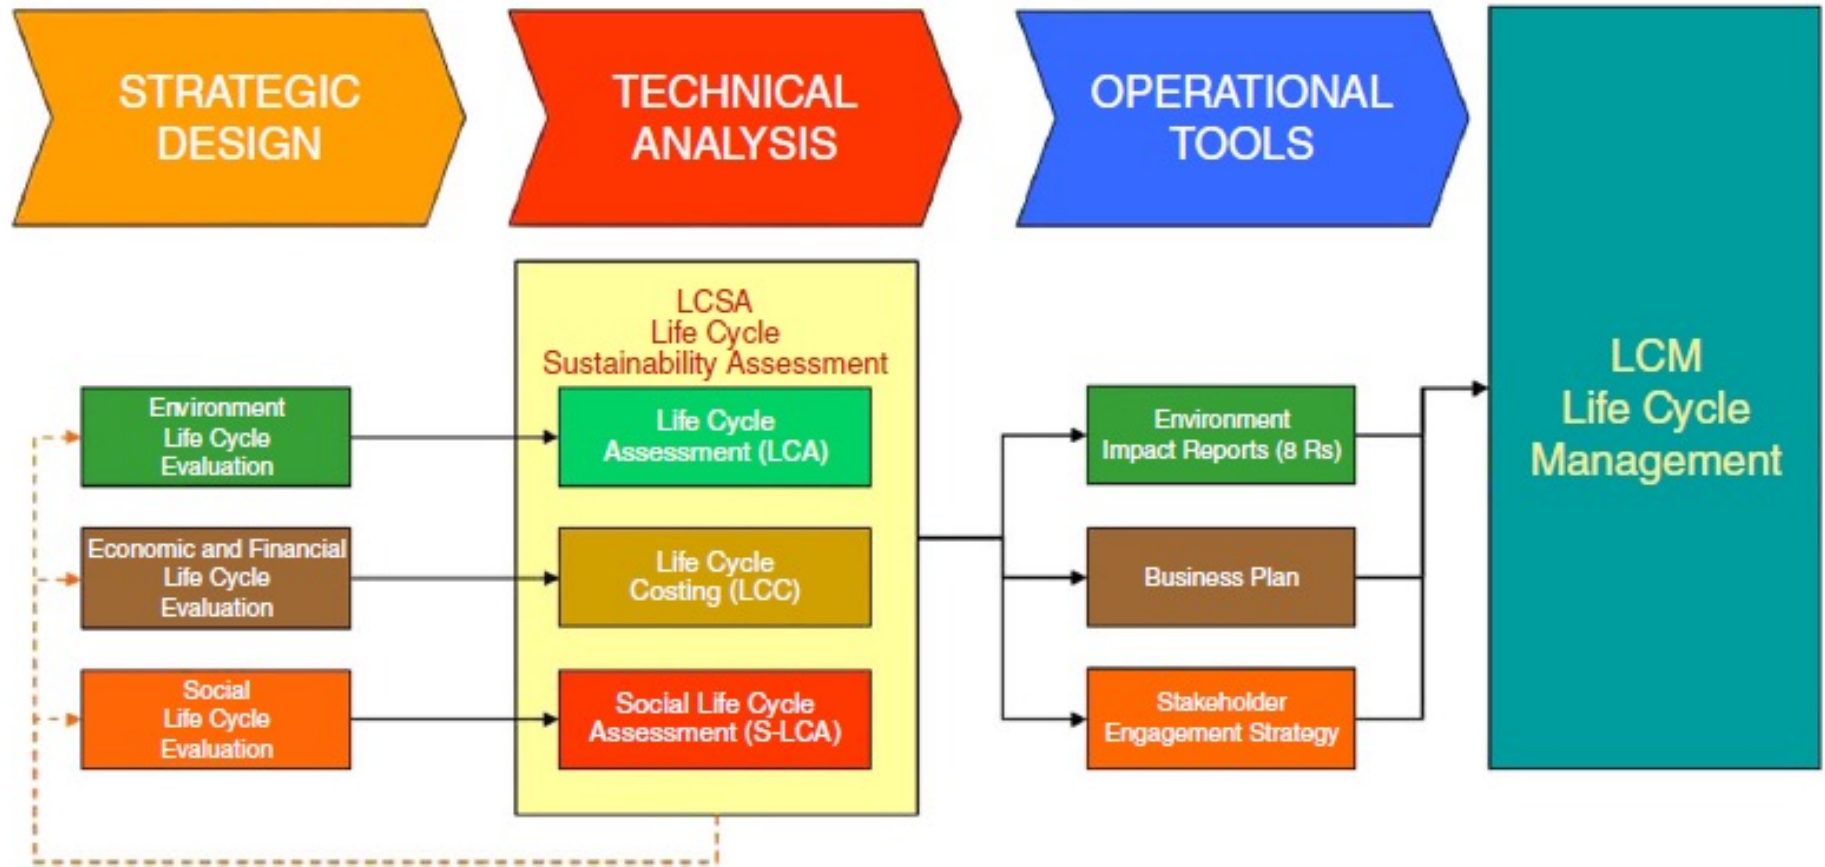 STRATEGIC
DESIGN
TECHNICAL
ANALYSIS
OPERATIONAL
TOOLS
LCM
Life Cycle
Management
LCSA
Life Cycle
Sustainability Assessment
Environment
Life Cycle
Evaluation
Life Cycle
Assessment (LCA)
Environment
Impact Reports (8 Rs)
Economic and Financial
Life Cycle
Evaluation
Life Cycle
Costing (LCC)
Business Plan
Social
Life Cycle
Evaluation
Social Life Cycle
Assessment (S-LCA)
Stakeholder
Engagement Strategy